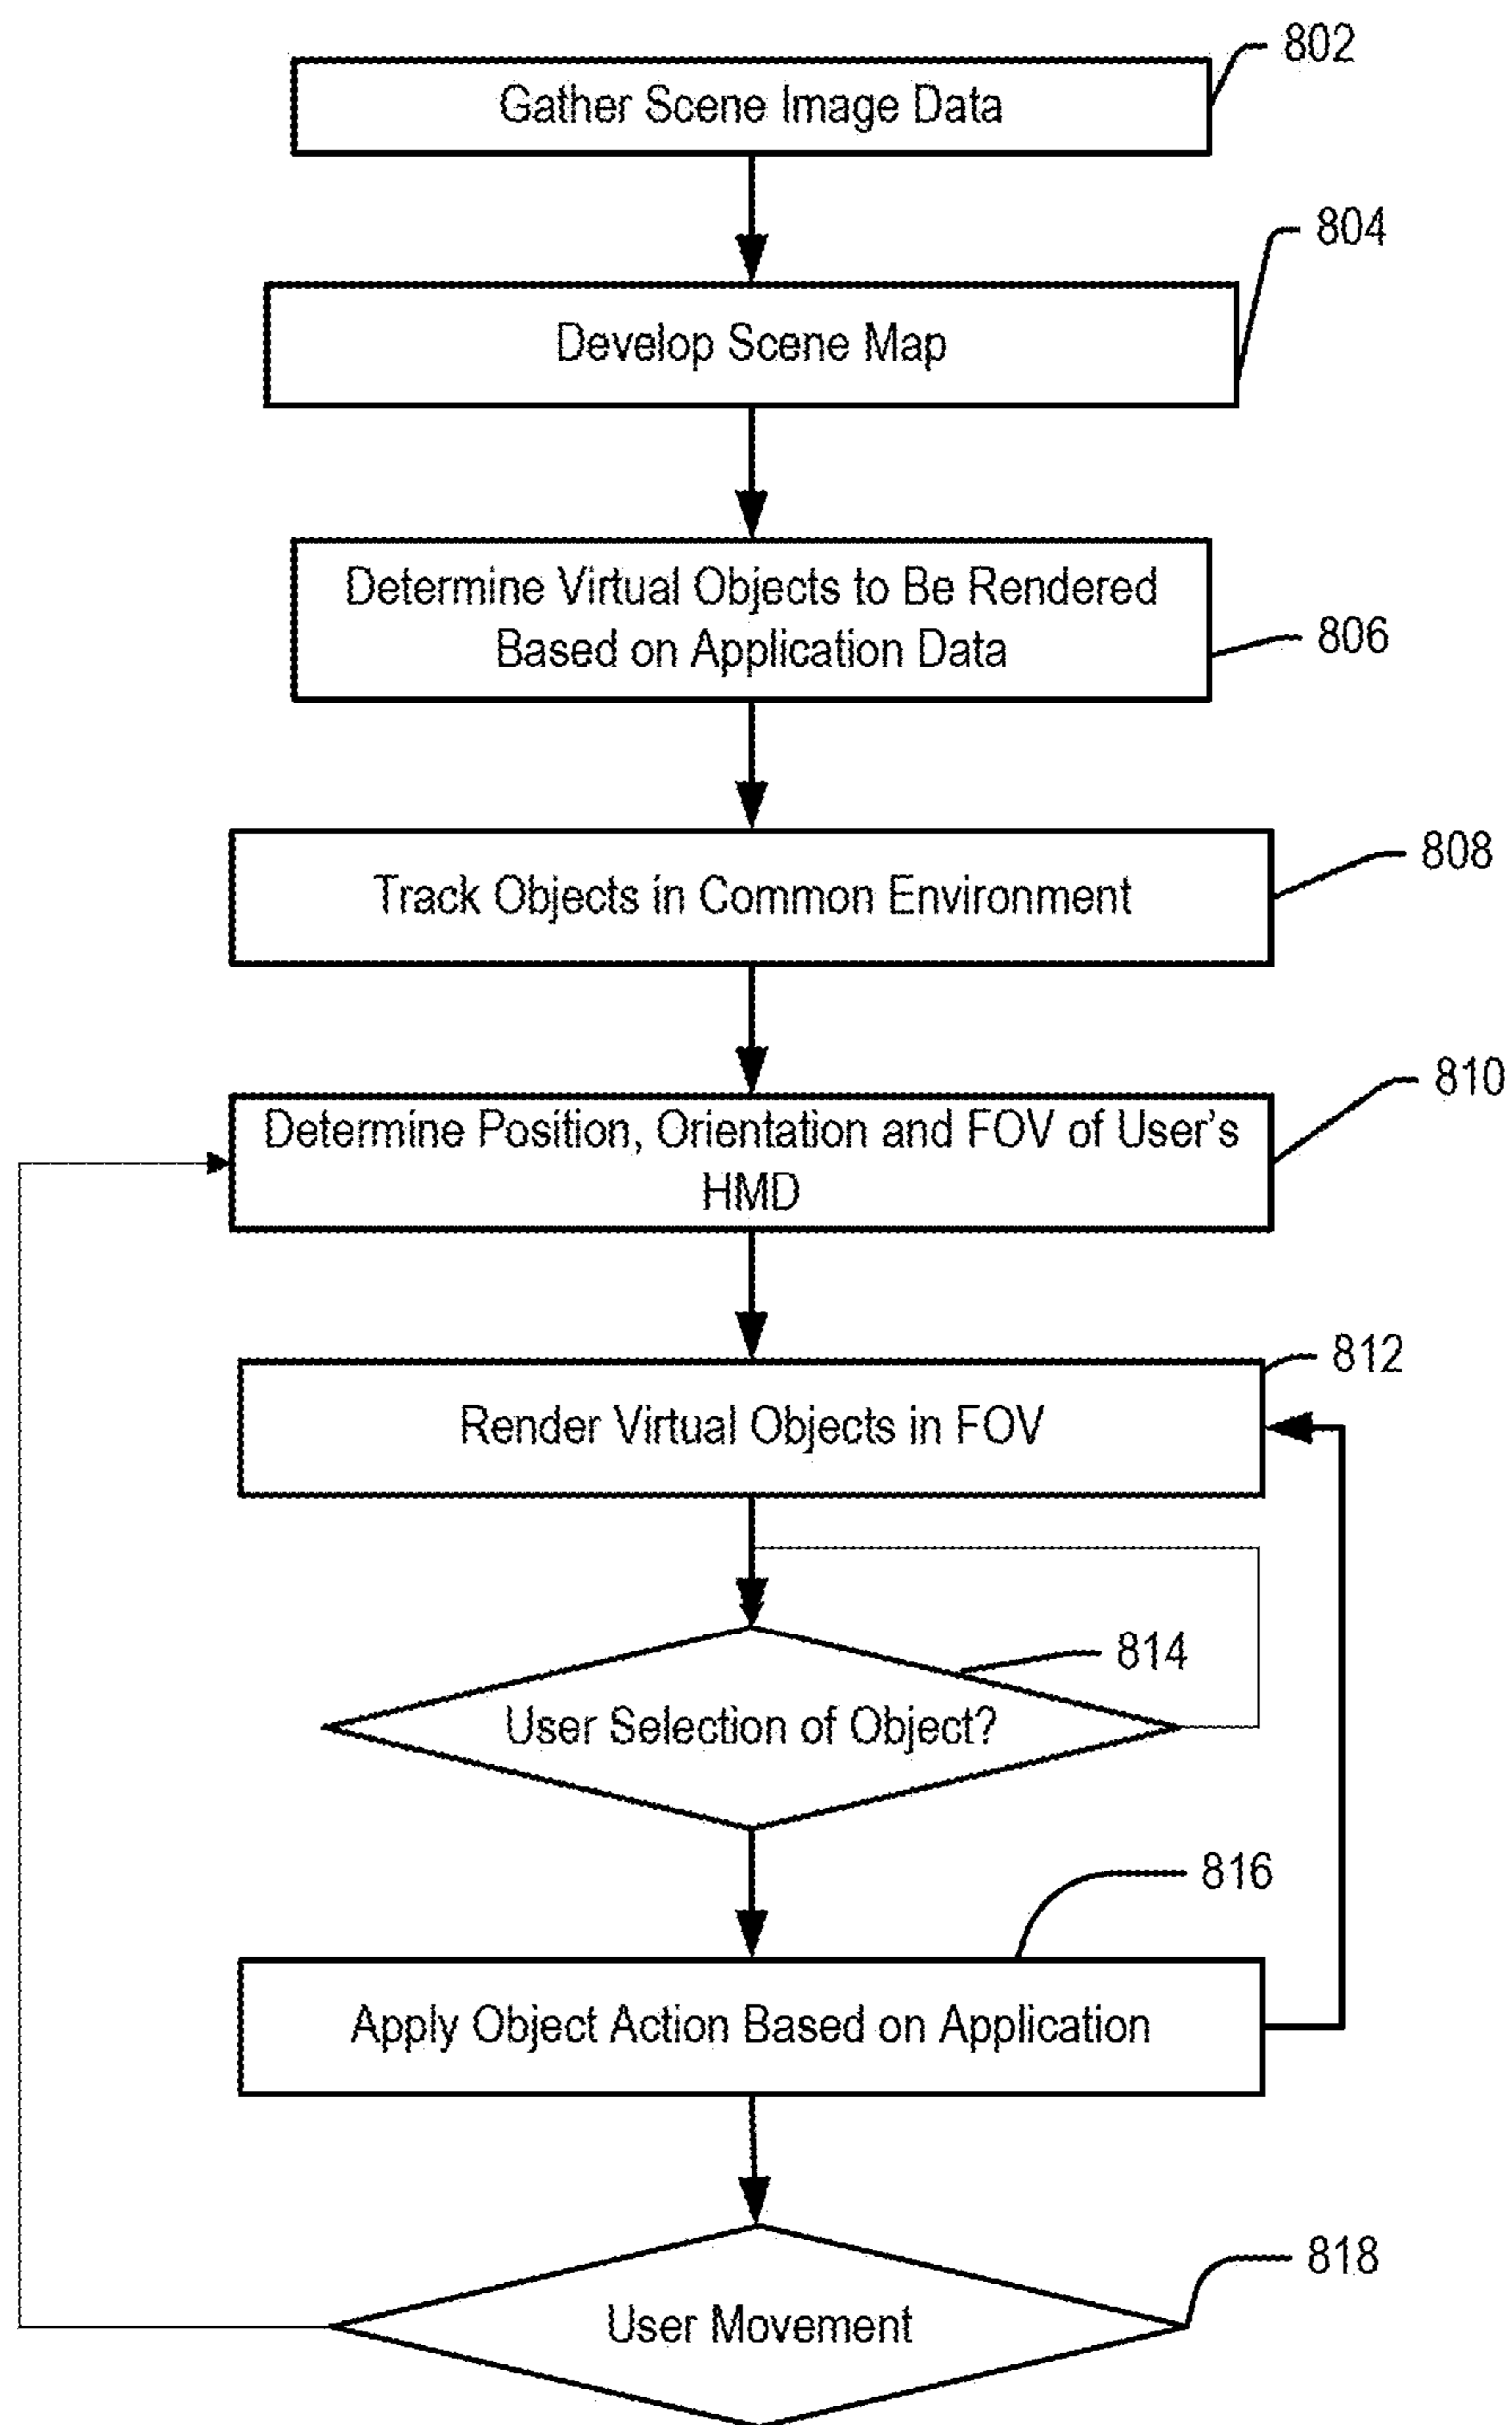 802
Gather Scene Image Data
804
Develop Scene Map
Determine Virtual Objects to Be Rendered
Based on Application Data
806
808
Track Objects in Common Environment
810
Determine Position, Orientation and FOV of User's
HMD
812
Render Virtual Objects in FOV
814
User Selection of Object?
816
Apply Object Action Based on Application
818
User Movement